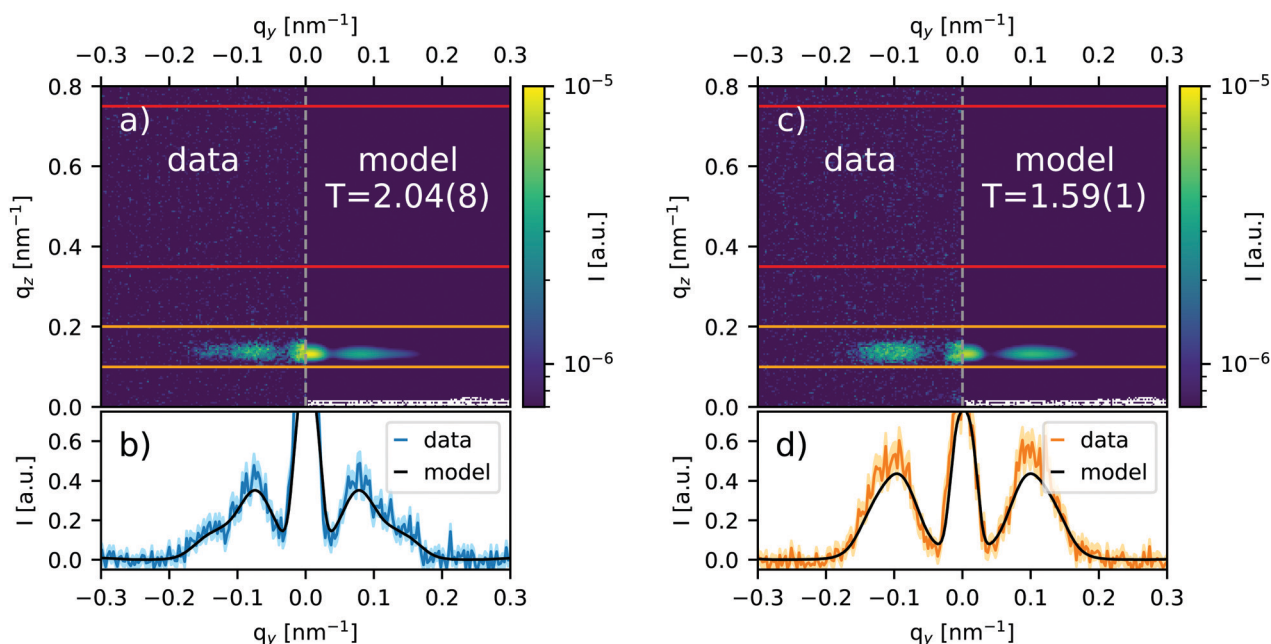 q_y [nm⁻¹]
−0.3 −0.2 −0.1 0.0 0.1 0.2 0.3
0.8
0.6
0.4
0.2
0.0
q_z [nm⁻¹]
a)
data
model
T=2.04(8)
10⁻⁵
10⁻⁶
I [a.u.]
b)
0.6
0.4
0.2
0.0
I [a.u.]
data
model
−0.3 −0.2 −0.1 0.0 0.1 0.2 0.3
q_y [nm⁻¹]
q_y [nm⁻¹]
−0.3 −0.2 −0.1 0.0 0.1 0.2 0.3
0.8
0.6
0.4
0.2
0.0
q_z [nm⁻¹]
c)
data
model
T=1.59(1)
10⁻⁵
10⁻⁶
I [a.u.]
d)
0.6
0.4
0.2
0.0
I [a.u.]
data
model
−0.3 −0.2 −0.1 0.0 0.1 0.2 0.3
q_y [nm⁻¹]